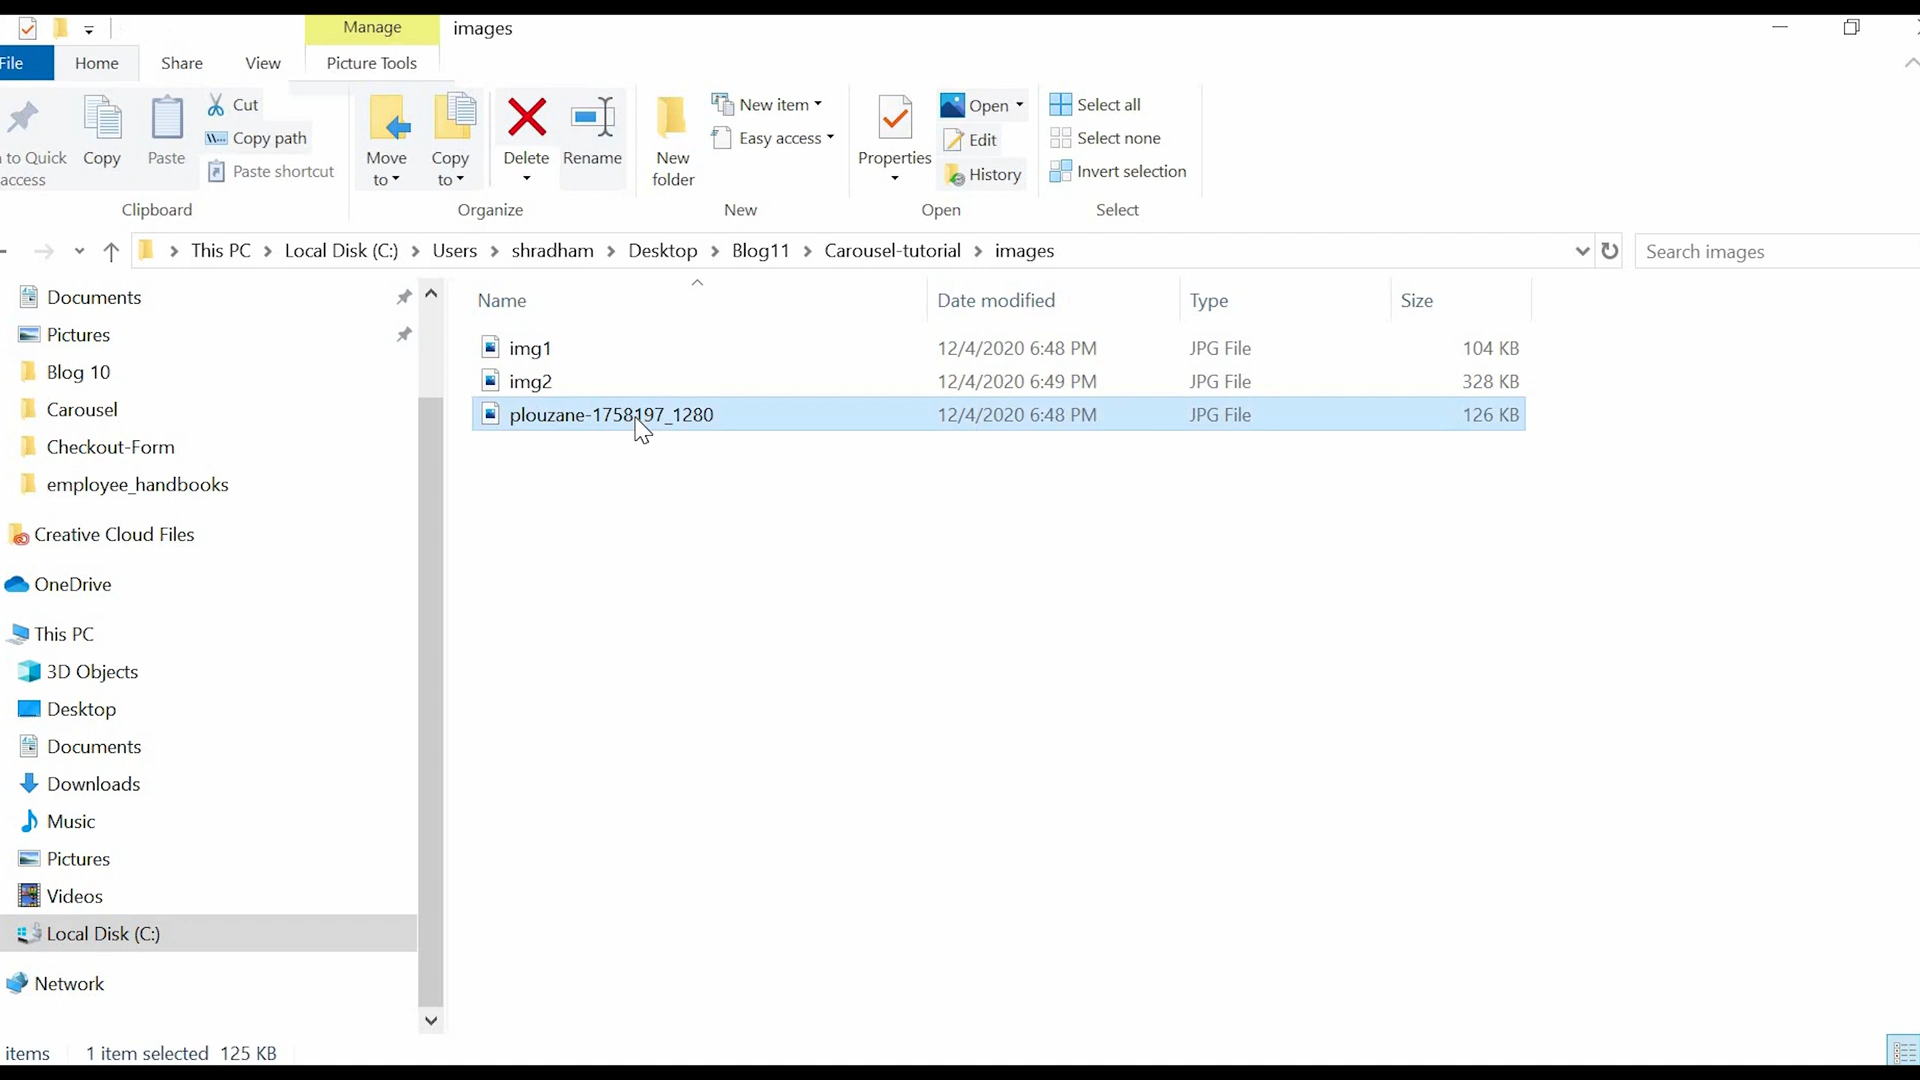 Manage images
File Home Share View Picture Tools
to Quick access
Copy
Paste
Cut
Copy path
Paste shortcut
Move to
Copy to
Delete
Rename
New folder
New item
Easy access
Properties
Open
Edit
History
Select all
Select none
Invert selection
Clipboard Organize New Open Select
This PC Local Disk (C:) Users shradham Desktop Blog11 Carousel-tutorial images
Search images
Documents
Pictures
Blog 10
Carousel
Checkout-Form
employee_handbooks
Creative Cloud Files
OneDrive
This PC
3D Objects
Desktop
Documents
Downloads
Music
Pictures
Videos
Local Disk (C:)
Network
Name Date modified Type Size
img1 12/4/2020 6:48 PM JPG File 104 KB
img2 12/4/2020 6:49 PM JPG File 328 KB
plouzane-1758197_1280 12/4/2020 6:48 PM JPG File 126 KB
items 1 item selected 125 KB